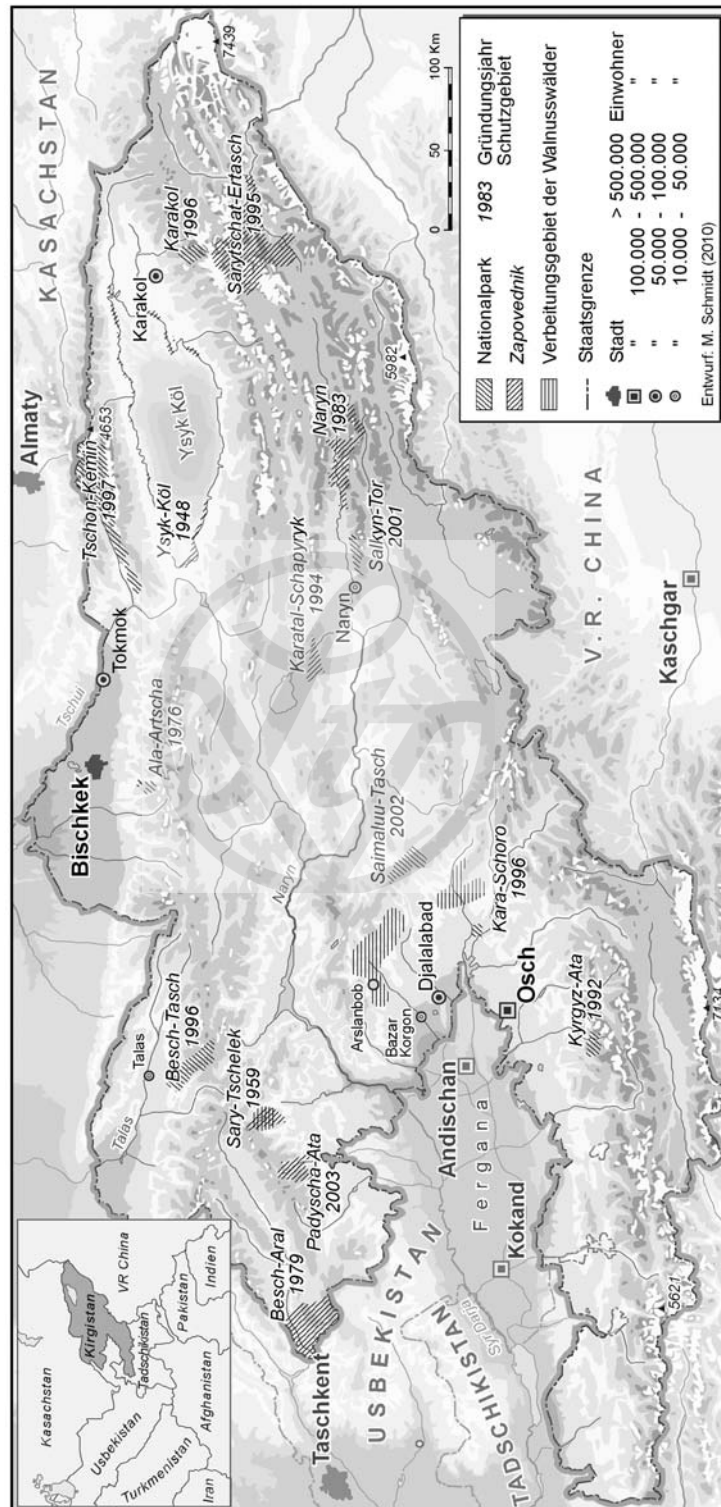 Kasachstan
Kirgistan
VR China
Usbekistan
Tadschikistan
Turkmenistan
Pakistan
Indien
Afghanistan
Iran
KASACHSTAN
Almaty
Tschon-Kemin
1997
4653
Tschui
Tokmok
Bischkek
Ala-Artscha
1976
Ysyk-Köl
1948
Ysyk Köl
Karakol
Karakol
1996
Sarytschat-Ertasch
1995
7439
Talas
Talas
Besch-Tasch
1996
Sary-Tschelek
1959
Padyscha-Ata
2003
Besch-Aral
1979
Taschkent
USBEKISTAN
TADSCHIKISTAN
Syr Darja
Naryn
Karatal-Schapyryk
1994
Naryn
Naryn
1983
Salkyn-Tor
2001
5982
Saimaluu-Tasch
2002
Arslanbob
Bazar
Korgon
Djalalabad
Kara-Schoro
1996
Andischan
Fergana
Kokand
Osch
Kyrgyz-Ata
1992
5621
7134
Kaschgar
V.R. CHINA
0 50 100 Km
Nationalpark
1983 Gründungsjahr
Schutzgebiet
Zapovednik
Verbeitungsgebiet der Walnusswälder
Staatsgrenze
Stadt > 500.000 Einwohner
" 100.000 - 500.000 "
" 50.000 - 100.000 "
" 10.000 - 50.000 "
Entwurf: M. Schmidt (2010)